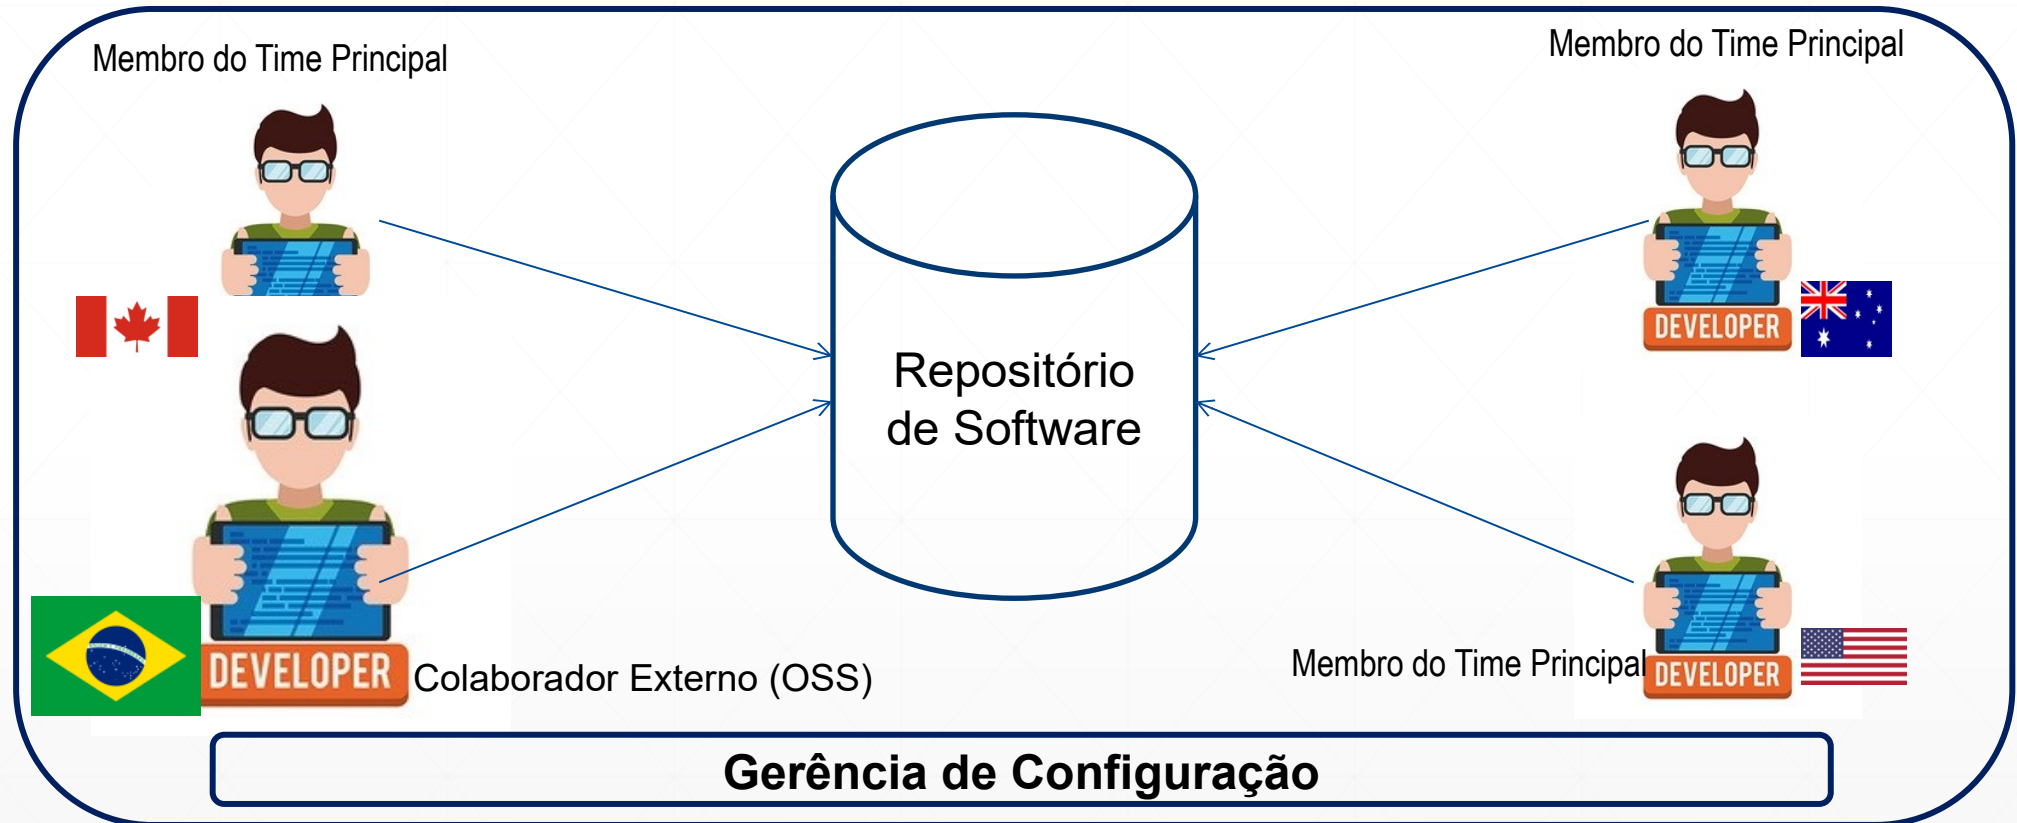 Membro do Time Principal
Membro do Time Principal
DEVELOPER
Repositório
de Software
DEVELOPER
Colaborador Externo (OSS)
Membro do Time Principal
DEVELOPER
Gerência de Configuração